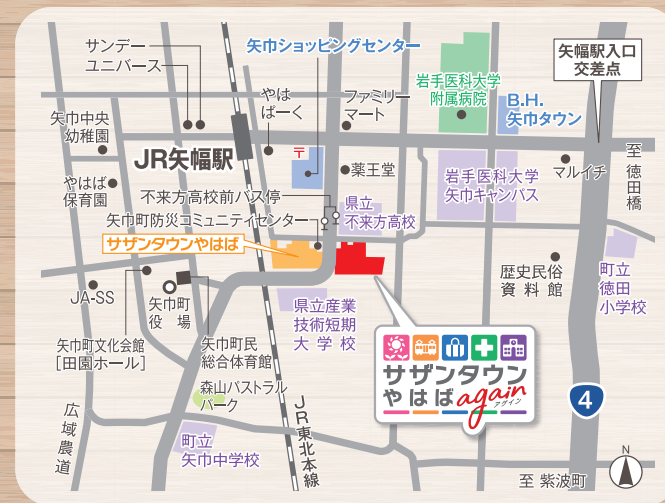 サンデー
ユニバース
矢巾ショッピングセンター
矢幅駅入口
交差点
岩手医科大学
附属病院
B.H.
矢巾タウン
やは
ぱーく
ファミリー
マート
矢巾中央
幼稚園
JR矢幅駅
〒
薬王堂
マルイチ
至
徳
田
橋
岩手医科大学
矢巾キャンパス
やはば
保育園
不来方高校前バス停
県立
不来方高校
矢巾町防災コミュニティセンター
サザンタウンやはば
歴史民俗
資料館
町立
徳田
小学校
JA-SS
矢巾町
役場
県立産業
技術短期
大学校
矢巾町文化会館
[田園ホール]
矢巾町民
総合体育館
サザンタウン
やはばagain
アゲイン
森山パストラル
パーク
広域農道
JR東北本線
町立
矢巾中学校
4
至 紫波町
N